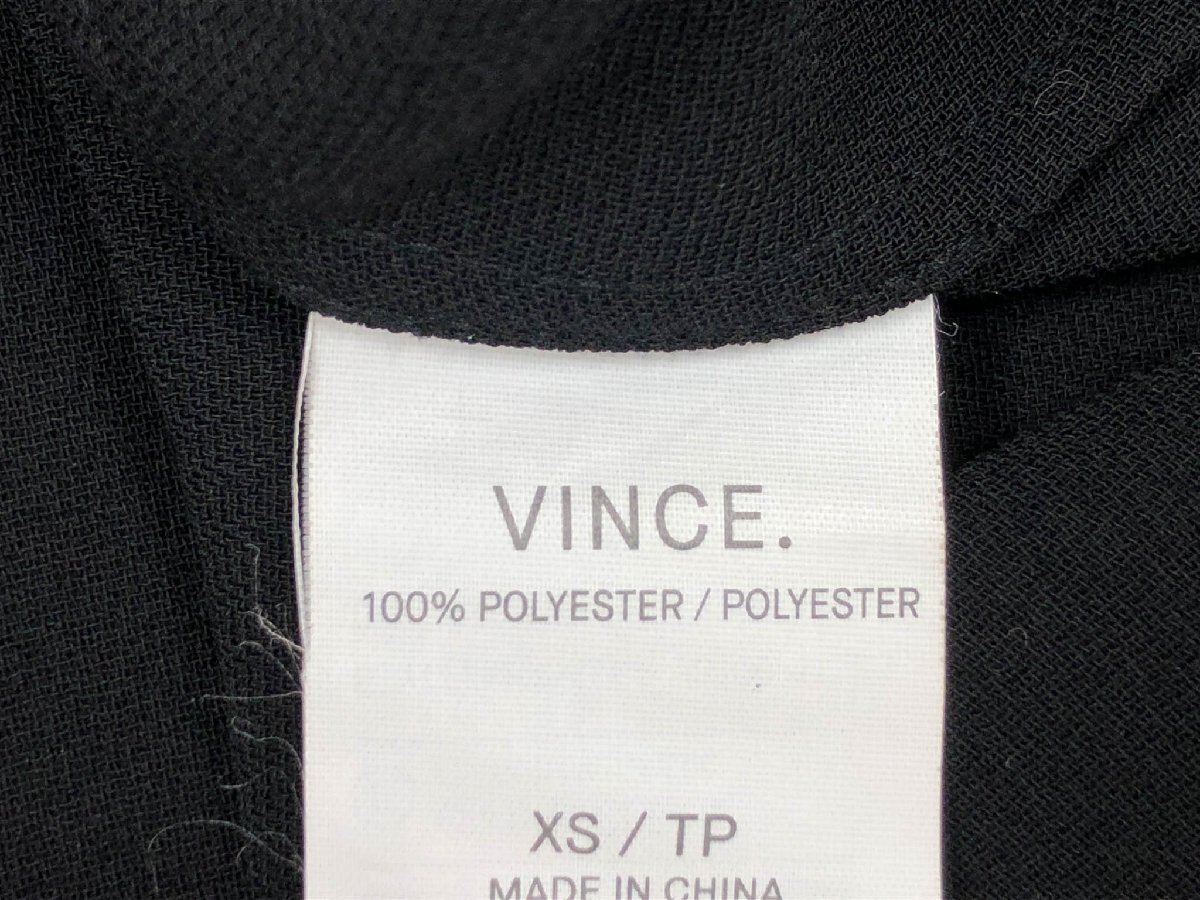 VINCE.
100% POLYESTER / POLYESTER
XS / TP
MADE IN CHINA